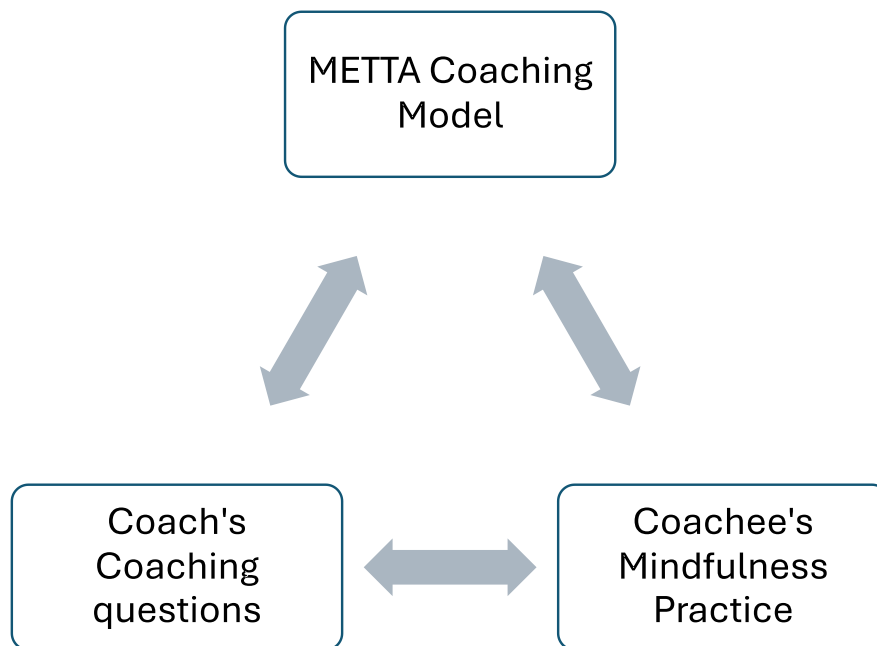 METTA Coaching
Model
Coach's
Coaching
questions
Coachee's
Mindfulness
Practice